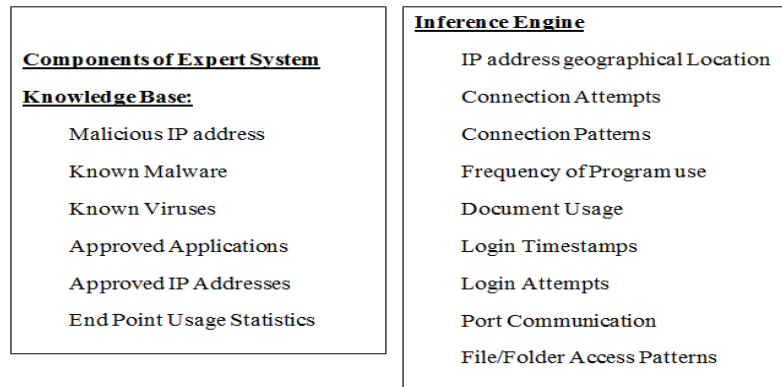 Components of Expert System
Knowledge Base:
Malicious IP address
Known Malware
Known Viruses
Approved Applications
Approved IP Addresses
End Point Usage Statistics
Inference Engine
IP address geographical Location
Connection Attempts
Connection Patterns
Frequency of Program use
Document Usage
Login Timestamps
Login Attempts
Port Communication
File/Folder Access Patterns